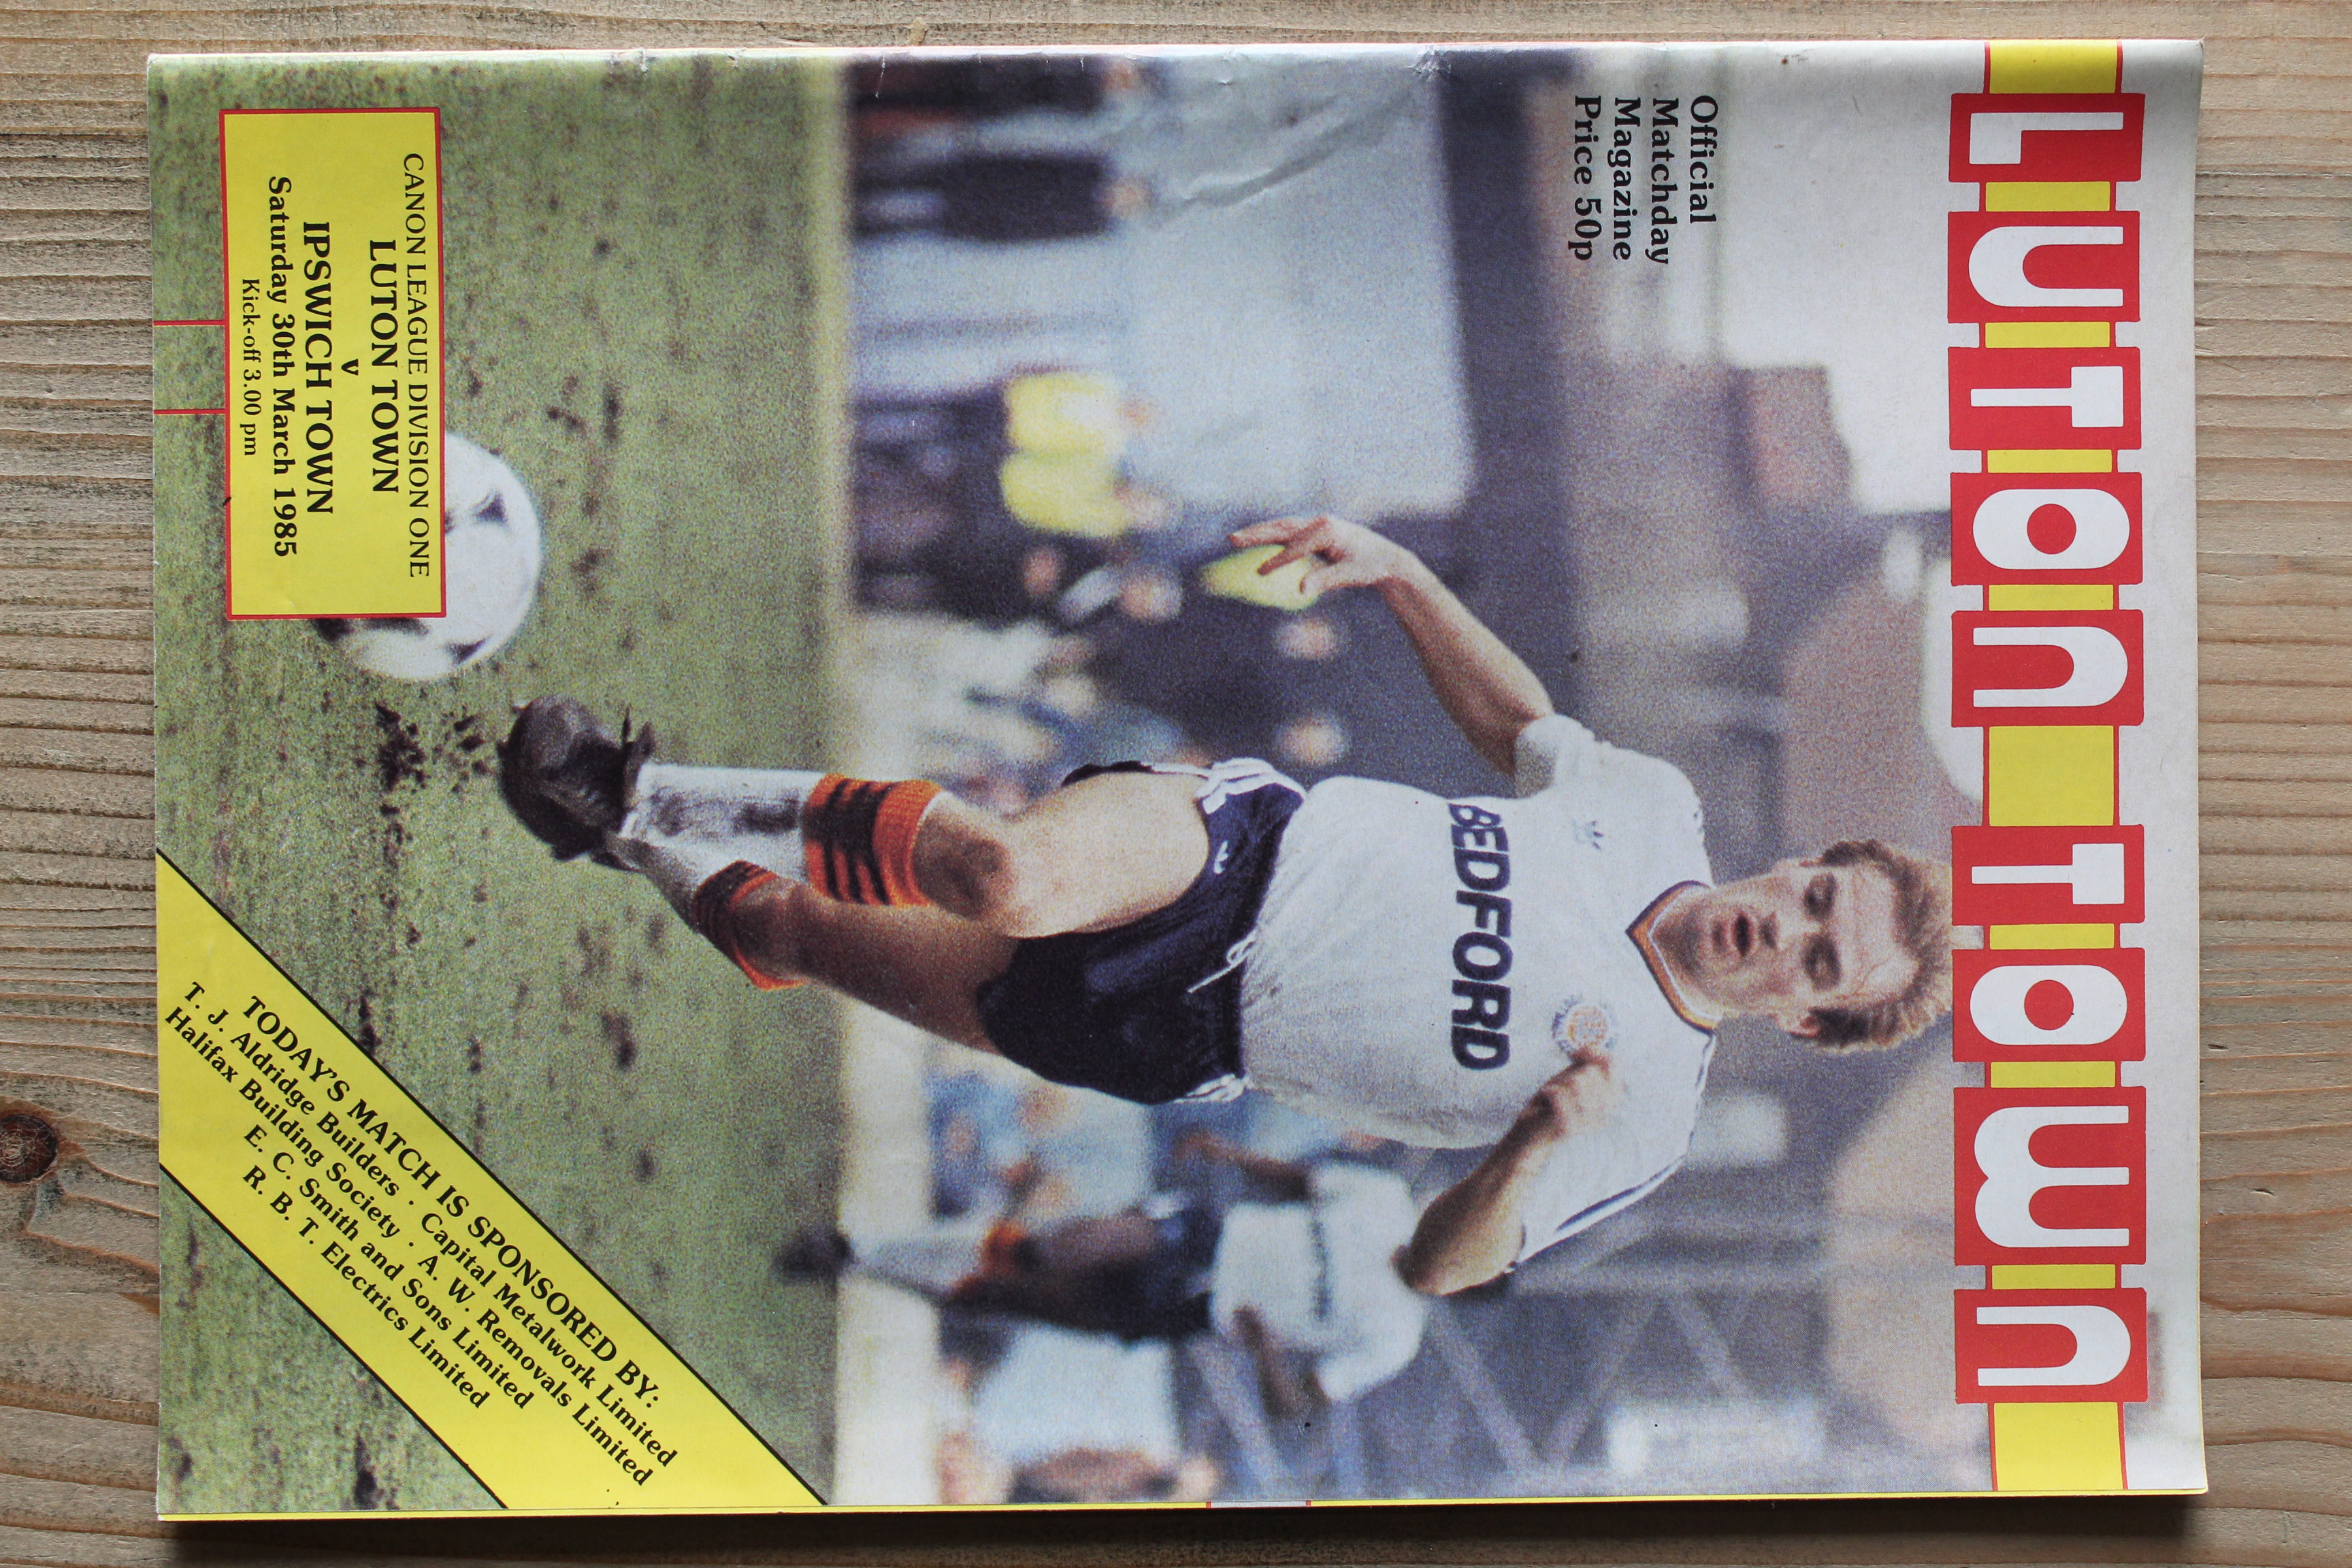 LUTON TOWN
Official
Matchday
Magazine
Price 50p
BEDFORD
CANON LEAGUE DIVISION ONE
LUTON TOWN
v
IPSWICH TOWN
Saturday 30th March 1985
Kick-off 3.00 pm
TODAY'S MATCH IS SPONSORED BY:
T. J. Aldridge Builders · Capital Metalwork Limited
Halifax Building Society · A. W. Removals Limited
E. C. Smith and Sons Limited
R. B. T. Electrics Limited